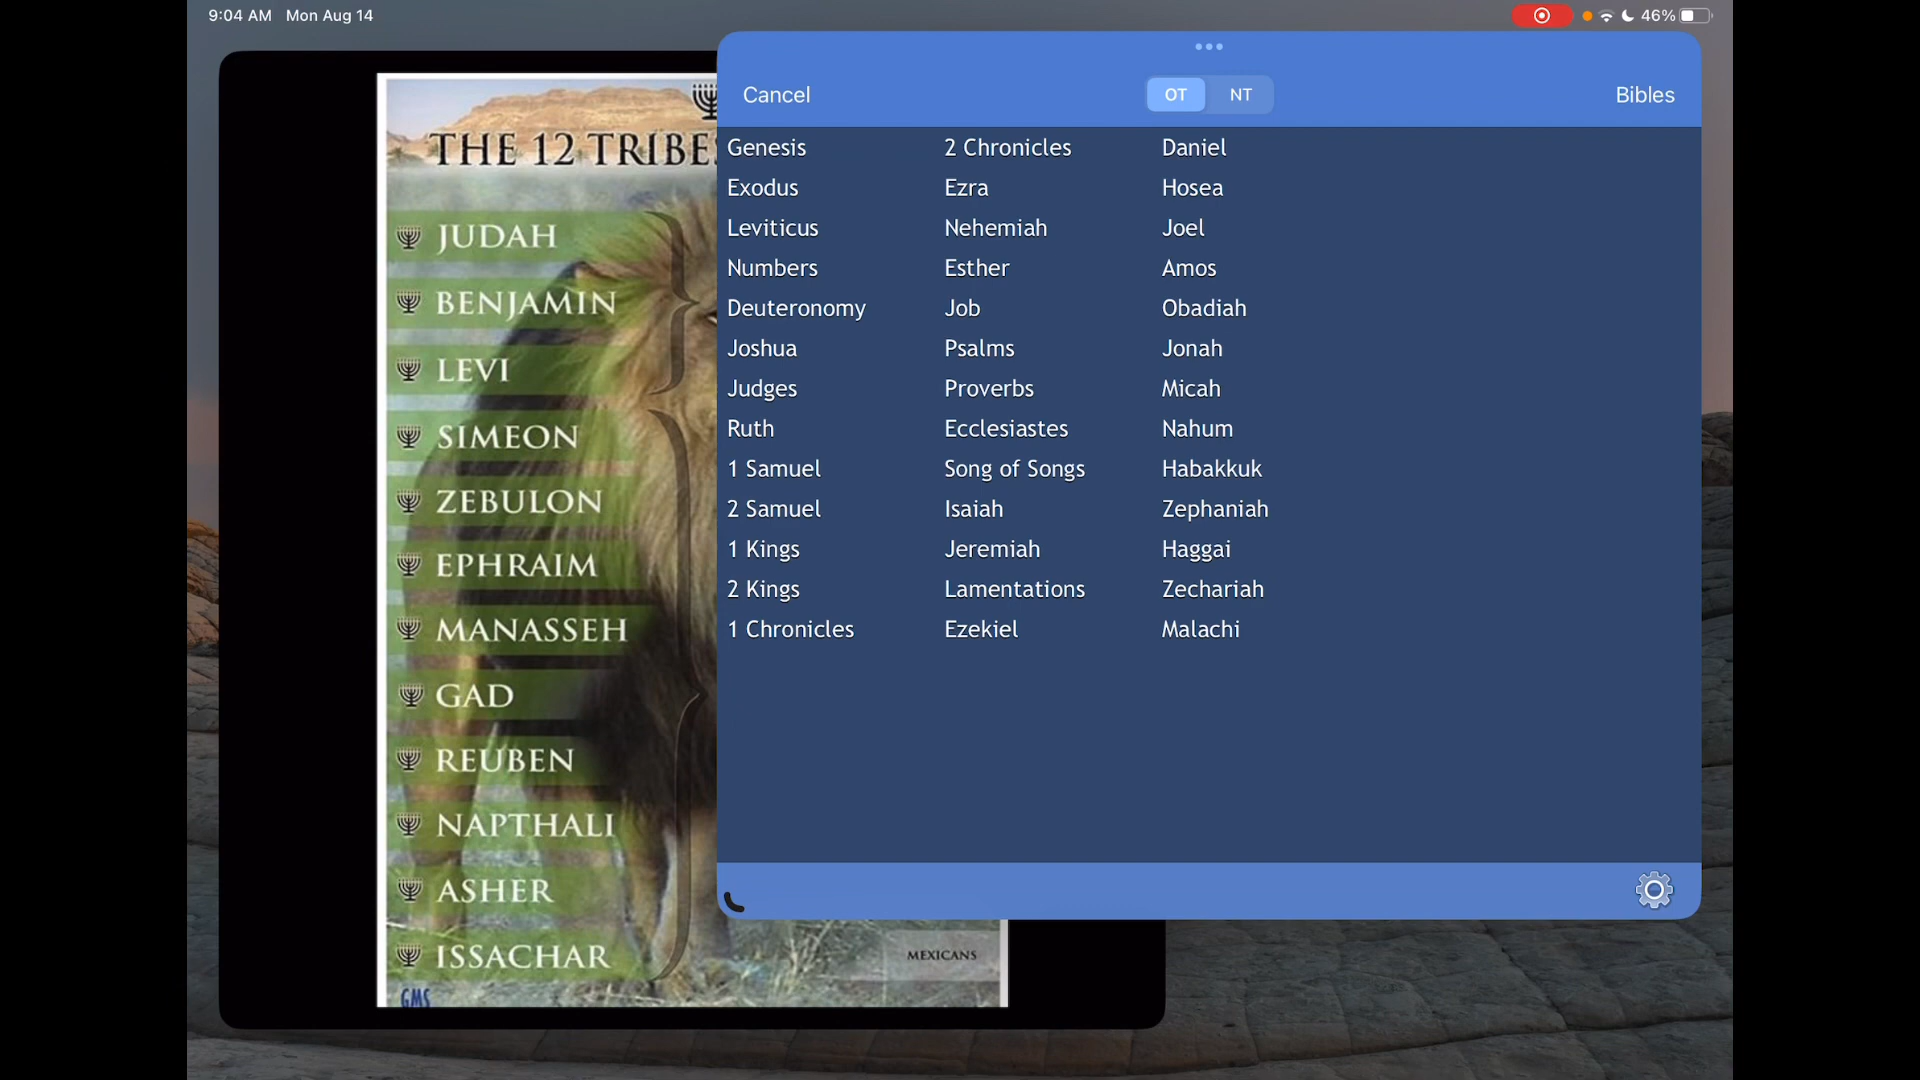 9:04 AM Mon Aug 14
46%
Cancel
OT
NT
Bibles
Genesis
Exodus
Leviticus
Numbers
Deuteronomy
Joshua
Judges
Ruth
1 Samuel
2 Samuel
1 Kings
2 Kings
1 Chronicles
2 Chronicles
Ezra
Nehemiah
Esther
Job
Psalms
Proverbs
Ecclesiastes
Song of Songs
Isaiah
Jeremiah
Lamentations
Ezekiel
Daniel
Hosea
Joel
Amos
Obadiah
Jonah
Micah
Nahum
Habakkuk
Zephaniah
Haggai
Zechariah
Malachi
THE 12 TRIBES
JUDAH
BENJAMIN
LEVI
SIMEON
ZEBULON
EPHRAIM
MANASSEH
GAD
REUBEN
NAPTHALI
ASHER
ISSACHAR
MEXICANS
GMS